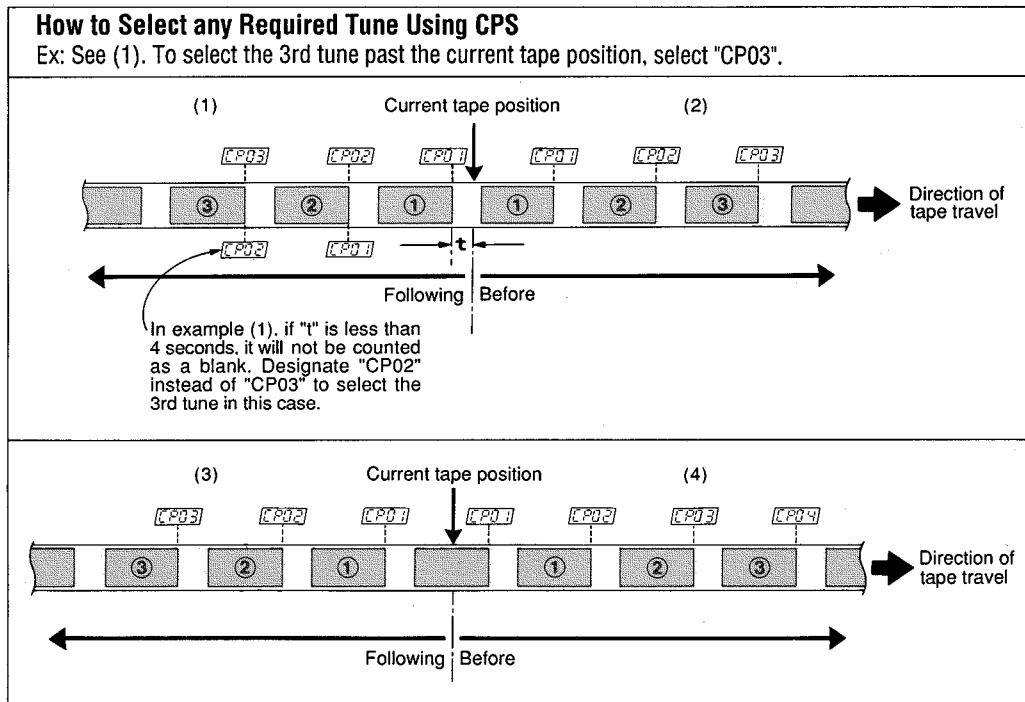 How to Select any Required Tune Using CPS
Ex: See (1). To select the 3rd tune past the current tape position, select "CP03".
(1) Current tape position (2)
CP03 CP02 CP01 CP01 CP02 CP03
③ ② ① ① ② ③
Direction of
tape travel
CP02 CP01 t
Following Before
In example (1), if "t" is less than
4 seconds, it will not be counted
as a blank. Designate "CP02"
instead of "CP03" to select the
3rd tune in this case.
(3) Current tape position (4)
CP03 CP02 CP01 CP01 CP02 CP03 CP04
③ ② ① ① ② ③
Direction of
tape travel
Following Before